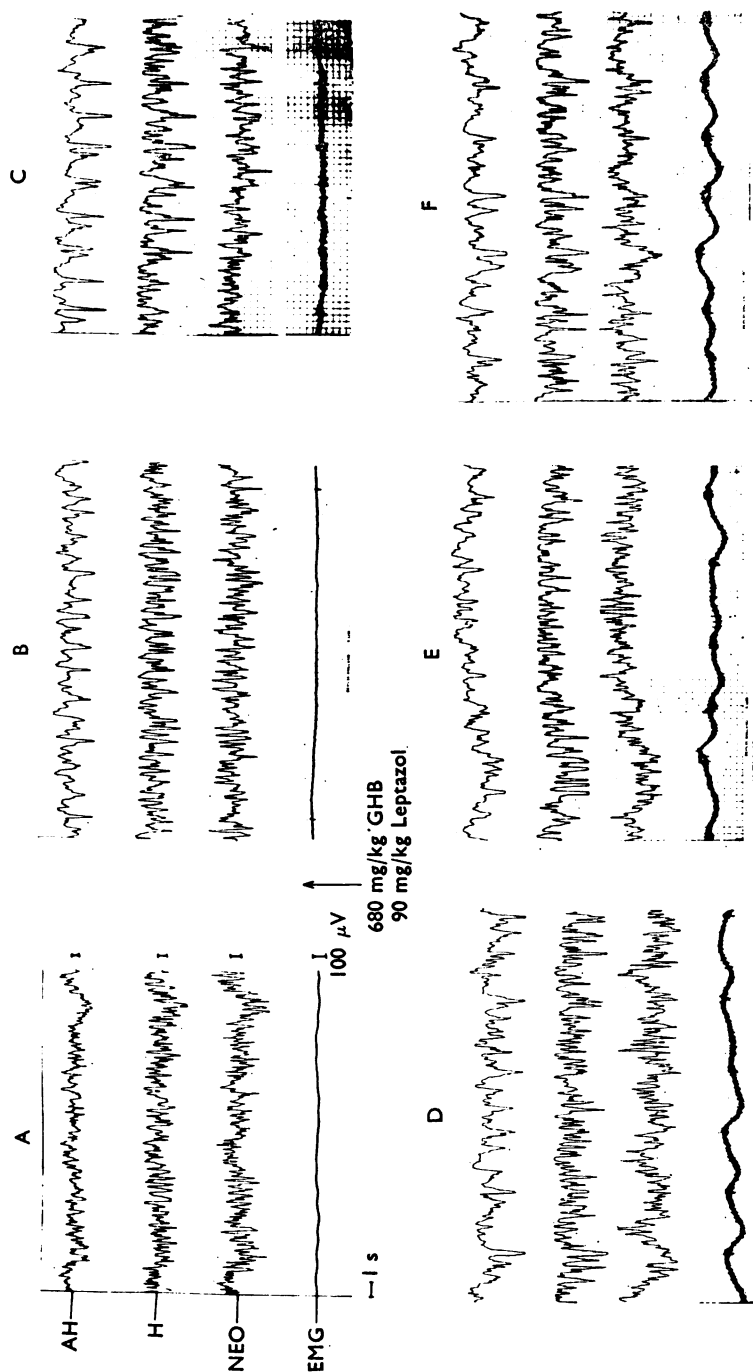 A
B
C
AH
H
NEO
EMG
I
I
I
I
100 μV
1 s
680 mg/kg GHB
90 mg/kg Leptazol
D
E
F